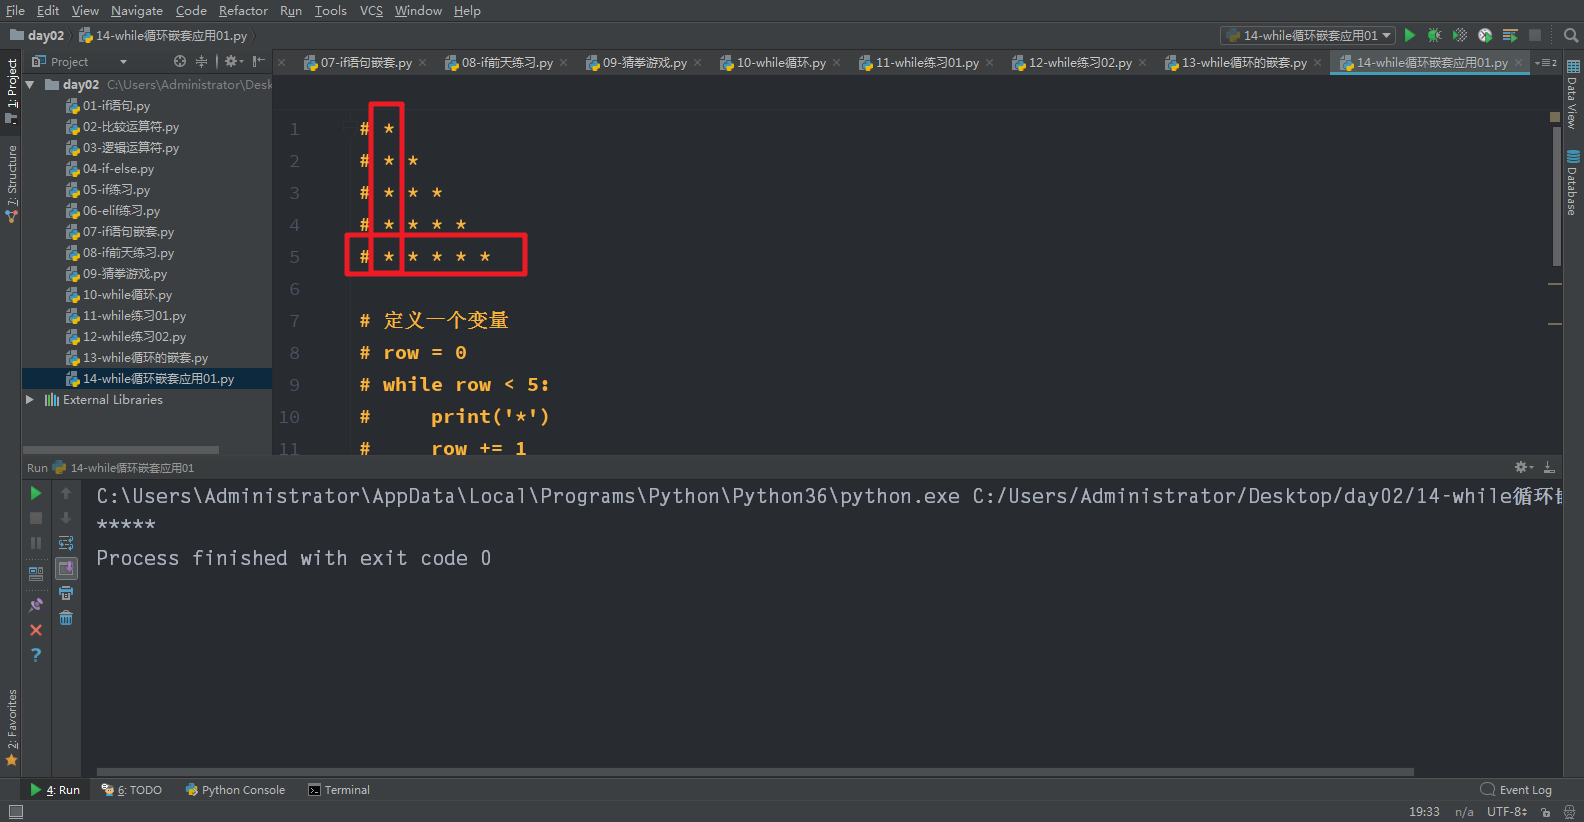 File Edit View Navigate Code Refactor Run Tools VCS Window Help
day02 14-while循环嵌套应用01.py 14-while循环嵌套应用01
Project 07-if语句嵌套.py 08-if前天练习.py 09-猜拳游戏.py 10-while循环.py 11-while练习01.py 12-while练习02.py 13-while循环的嵌套.py 14-while循环嵌套应用01.py 2
1: Project
7: Structure
2: Favorites
day02 C:\Users\Administrator\Desk
01-if语句.py
02-比较运算符.py
03-逻辑运算符.py
04-if-else.py
05-if练习.py
06-elif练习.py
07-if语句嵌套.py
08-if前天练习.py
09-猜拳游戏.py
10-while循环.py
11-while练习01.py
12-while练习02.py
13-while循环的嵌套.py
14-while循环嵌套应用01.py
External Libraries
1 # *
2 # * *
3 # * * *
4 # * * * *
5 # * * * * *
6
7 # 定义一个变量
8 # row = 0
9 # while row < 5:
10 #     print('*')
11 #     row += 1
Data View
Database
Run 14-while循环嵌套应用01
C:\Users\Administrator\AppData\Local\Programs\Python\Python36\python.exe C:/Users/Administrator/Desktop/day02/14-while循环嵌
*****
Process finished with exit code 0
4: Run 6: TODO Python Console Terminal Event Log
19:33 n/a UTF-8